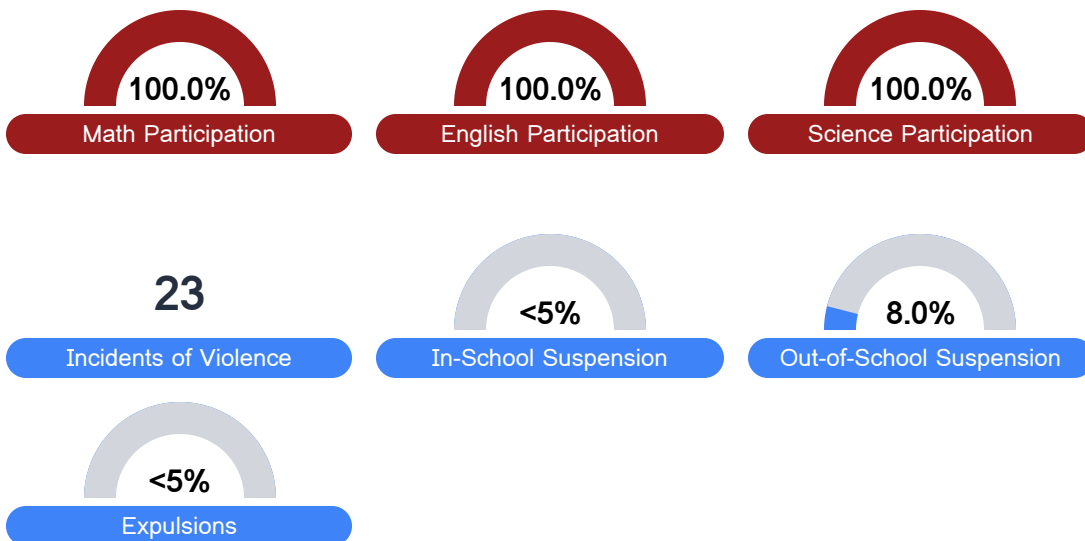 100.0%
Math Participation
100.0%
English Participation
100.0%
Science Participation
23
Incidents of Violence
<5%
In-School Suspension
8.0%
Out-of-School Suspension
<5%
Expulsions